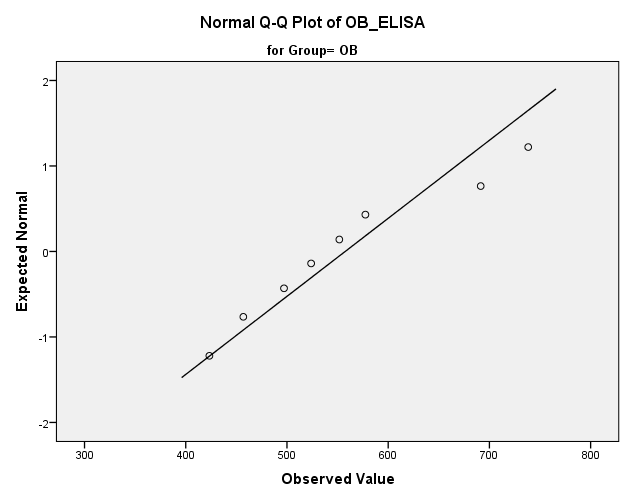 Normal Q-Q Plot of OB_ELISA
for Group= OB
Expected Normal
2
1
0
-1
-2
300 400 500 600 700 800
Observed Value